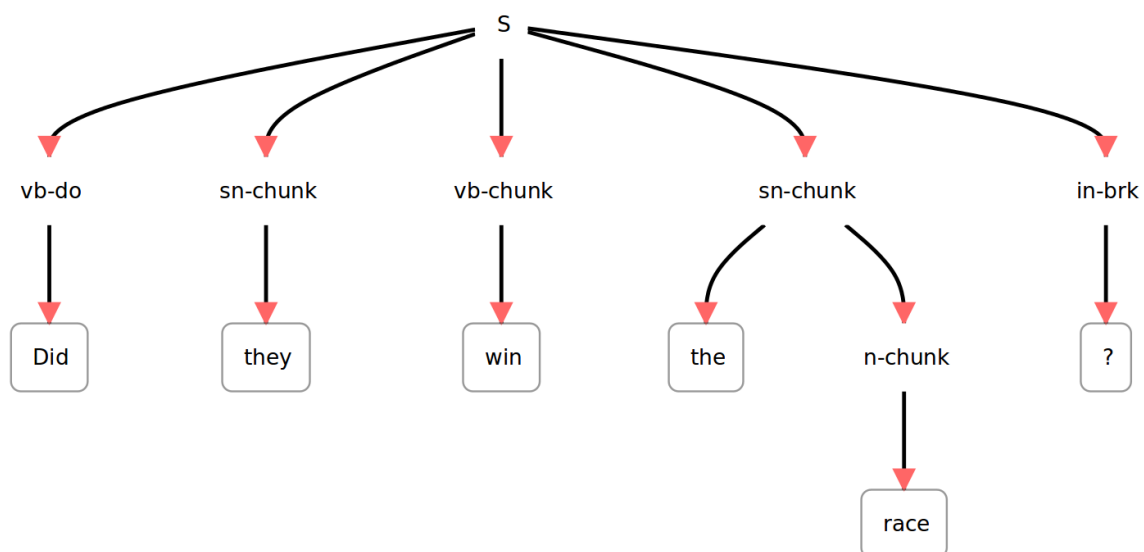 S
vb-do sn-chunk vb-chunk sn-chunk in-brk
Did they win the n-chunk ?
race